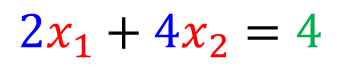 2x₁ + 4x₂ = 4